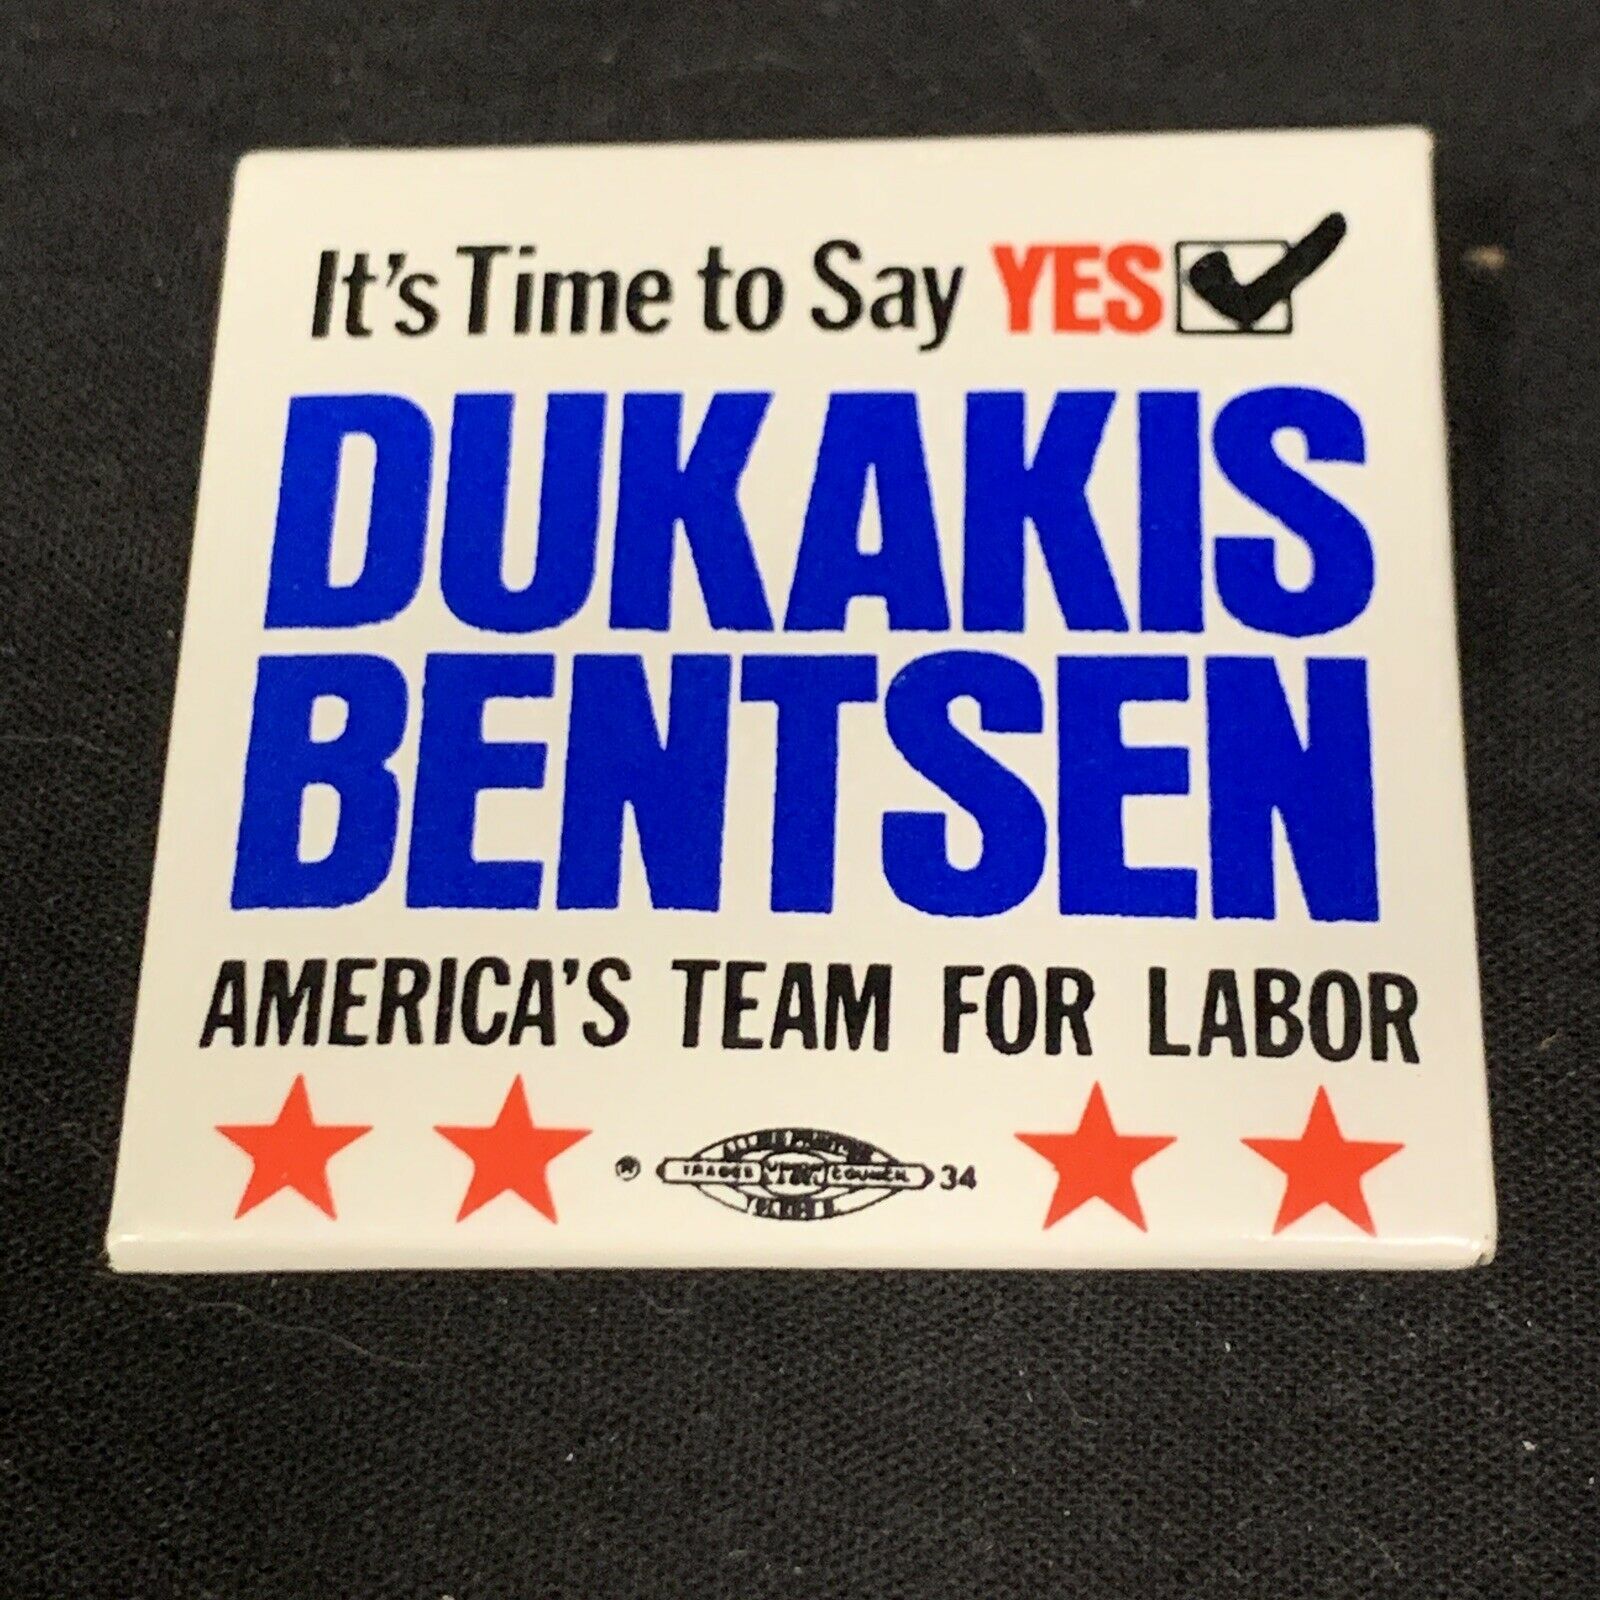 It's Time to Say YES
DUKAKIS
BENTSEN
AMERICA'S TEAM FOR LABOR
® TRADES COUNCIL 34